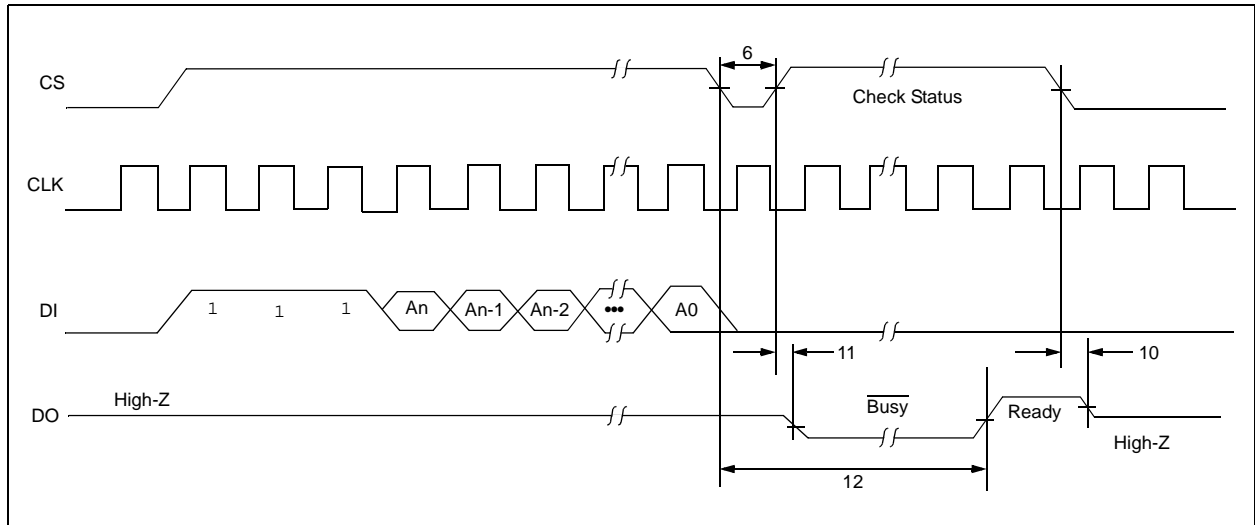 6
CS
Check Status
CLK
DI
1 1 1 An An-1 An-2 ••• A0
11
10
High-Z
DO
Busy
Ready
High-Z
12